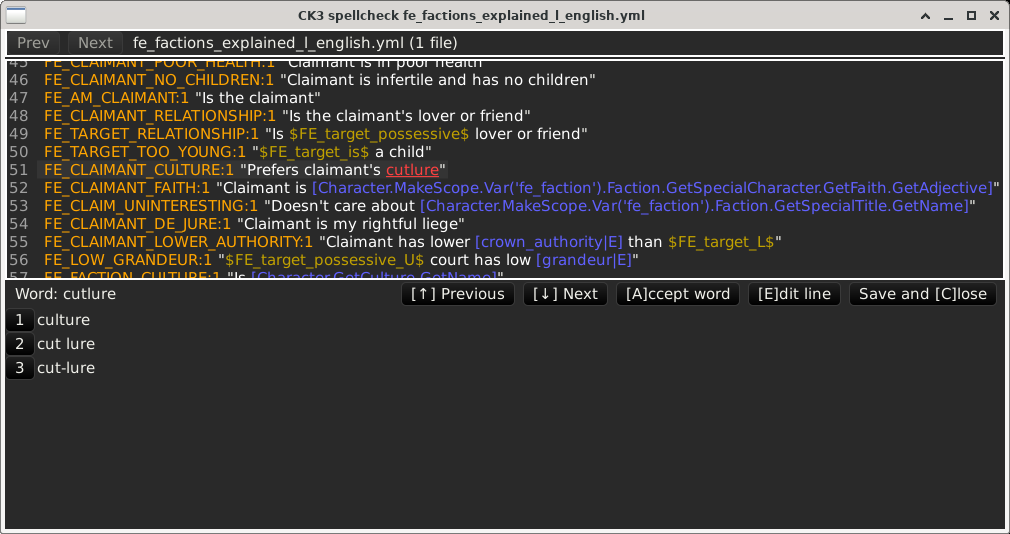 CK3 spellcheck fe_factions_explained_l_english.yml
Prev Next fe_factions_explained_l_english.yml (1 file)
45 FE_CLAIMANT_POOR_HEALTH:1 "Claimant is in poor health"
46 FE_CLAIMANT_NO_CHILDREN:1 "Claimant is infertile and has no children"
47 FE_AM_CLAIMANT:1 "Is the claimant"
48 FE_CLAIMANT_RELATIONSHIP:1 "Is the claimant's lover or friend"
49 FE_TARGET_RELATIONSHIP:1 "Is $FE_target_possessive$ lover or friend"
50 FE_TARGET_TOO_YOUNG:1 "$FE_target_is$ a child"
51 FE_CLAIMANT_CULTURE:1 "Prefers claimant's cutlure"
52 FE_CLAIMANT_FAITH:1 "Claimant is [Character.MakeScope.Var('fe_faction').Faction.GetSpecialCharacter.GetFaith.GetAdjective]"
53 FE_CLAIM_UNINTERESTING:1 "Doesn't care about [Character.MakeScope.Var('fe_faction').Faction.GetSpecialTitle.GetName]"
54 FE_CLAIMANT_DE_JURE:1 "Claimant is my rightful liege"
55 FE_CLAIMANT_LOWER_AUTHORITY:1 "Claimant has lower [crown_authority|E] than $FE_target_L$"
56 FE_LOW_GRANDEUR:1 "$FE_target_possessive_U$ court has low [grandeur|E]"
57 FE_FACTION_CULTURE:1 "Is [Character.GetCulture.GetName]"
Word: cutlure [↑] Previous [↓] Next [A]ccept word [E]dit line Save and [C]lose
1 culture
2 cut lure
3 cut-lure